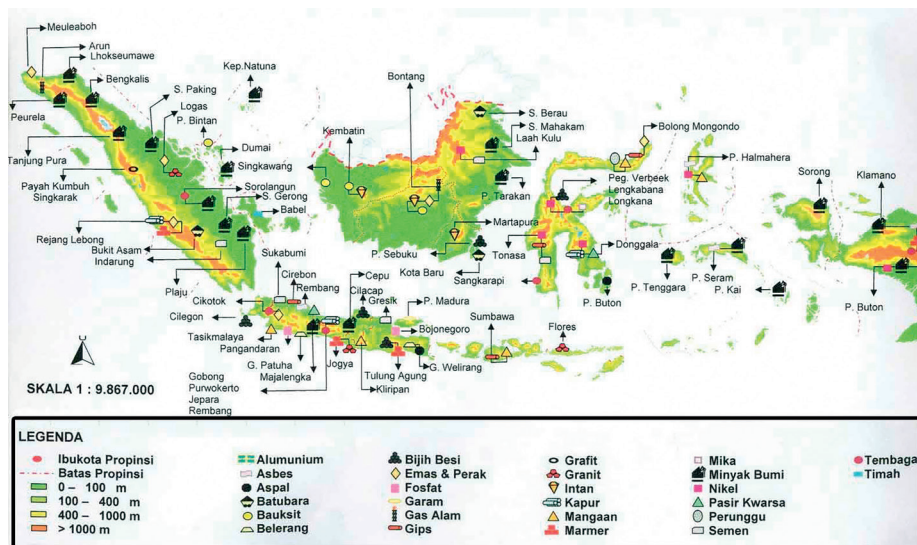 Meuleaboh
Arun
Lhokseumawe
Bengkalis
Peurela
S. Paking
Logas
P. Bintan
Kep.Natuna
Dumai
Singkawang
Tanjung Pura
Payah Kumbuh
Singkarak
Sorolangun
S. Gerong
Babel
Rejang Lebong
Bukit Asam
Indarung
Plaju
Kembatin
Bontang
S. Berau
S. Mahakam
Laah Kulu
P. Tarakan
Martapura
P. Sebuku
Kota Baru
Sangkarapi
Tonasa
Bolong Mongondo
Peg. Verbeek
Lengkabana
Longkana
Donggala
P. Buton
P. Halmahera
Sorong
Klamano
P. Tenggara
P. Seram
P. Kai
P. Buton
Sukabumi
Cirebon
Rembang
Cikotok
Cilegon
Tasikmalaya
Pangandaran
G. Patuha
Majalengka
Cepu
Cilacap
Gresik
P. Madura
Bojonegoro
Jogya
Kliripan
Tulung Agung
G. Welirang
Sumbawa
Flores
Gobong
Purwokerto
Jepara
Rembang
SKALA 1 : 9.867.000
LEGENDA
Ibukota Propinsi
Batas Propinsi
0 – 100 m
100 – 400 m
400 – 1000 m
> 1000 m
Alumunium
Asbes
Aspal
Batubara
Bauksit
Belerang
Bijih Besi
Emas & Perak
Fosfat
Garam
Gas Alam
Gips
Grafit
Granit
Intan
Kapur
Mangaan
Marmer
Mika
Minyak Bumi
Nikel
Pasir Kwarsa
Perunggu
Semen
Tembaga
Timah